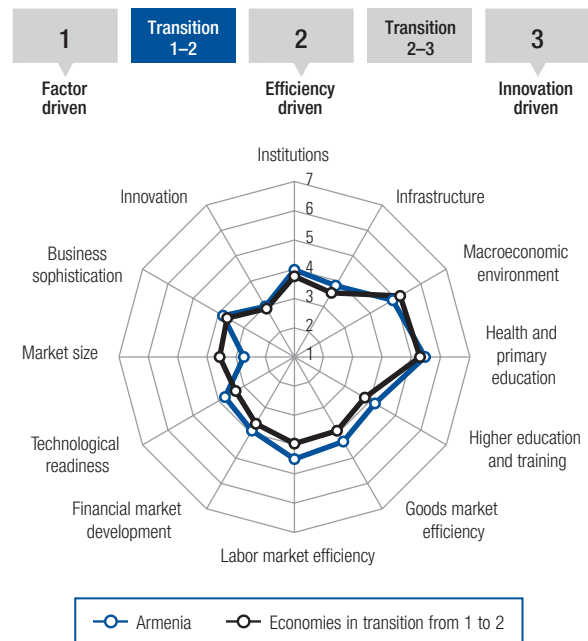 1
Transition
1–2
2
Transition
2–3
3
Factor
driven
Efficiency
driven
Innovation
driven
Institutions
7
Innovation
Infrastructure
6
5
Business
sophistication
Macroeconomic
environment
4
3
2
Market size
1
Health and
primary
education
Technological
readiness
Higher education
and training
Financial market
development
Goods market
efficiency
Labor market efficiency
Armenia
Economies in transition from 1 to 2